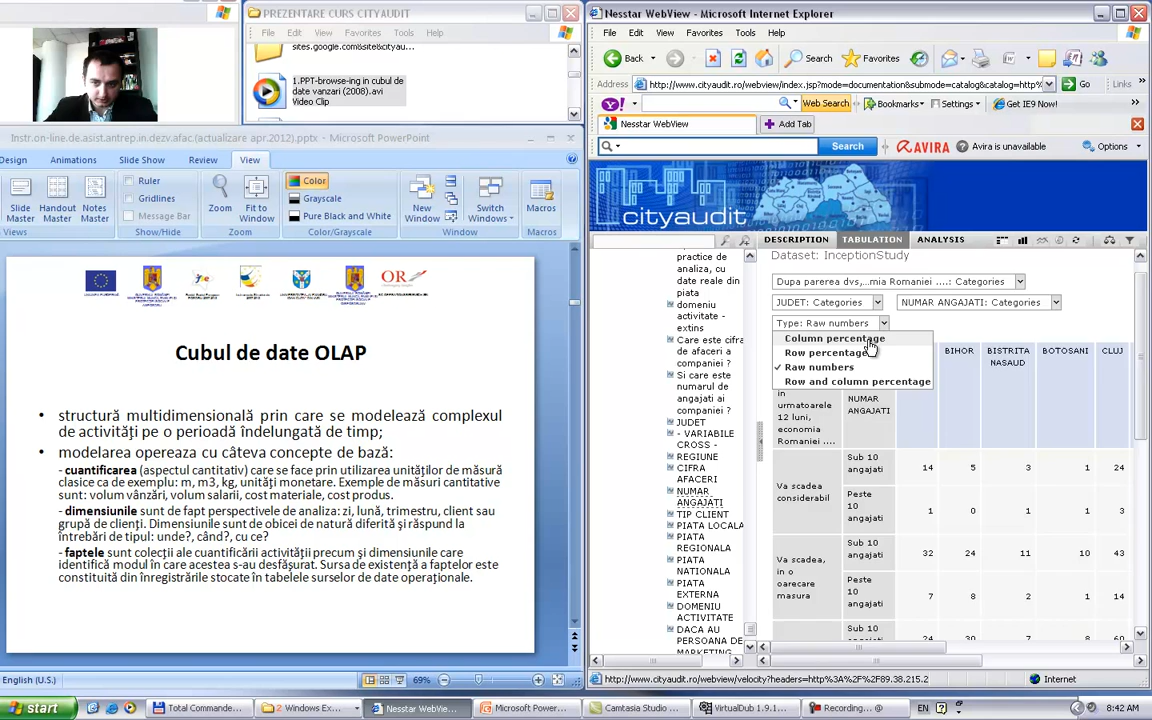 PREZENTARE CURS CITYAUDIT
File Edit View Favorites Tools
sites.google.com&site&cityau...
1.PPT-browse-ing in cubul de
date vanzari (2008).avi
Video Clip
Instr.on-line.de.asist.antrep.in.dezv.afac.(actualizare apr.2012).pptx - Microsoft PowerPoint
Design Animations Slide Show Review View
Slide Master
Handout Master
Notes Master
Views
Ruler
Gridlines
Message Bar
Show/Hide
Zoom
Fit to Window
Zoom
Color
Grayscale
Pure Black and White
Color/Grayscale
New Window
Switch Windows
Window
Macros
Macros
OR
Cubul de date OLAP
• structură multidimensională prin care se modelează complexul
de activități pe o perioadă îndelungată de timp;
• modelarea opereaza cu câteva concepte de bază:
- cuantificarea (aspectul cantitativ) care se face prin utilizarea unităților de măsură
clasice ca de exemplu: m, m3, kg, unități monetare. Exemple de măsuri cantitative
sunt: volum vânzări, volum salarii, cost materiale, cost produs.
- dimensiunile sunt de fapt perspectivele de analiza: zi, lună, trimestru, client sau
grupă de clienți. Dimensiunile sunt de obicei de natură diferită și răspund la
întrebări de tipul: unde?, când?, cu ce?
- faptele sunt colecții ale cuantificării activității precum și dimensiunile care
identifică modul în care acestea s-au desfășurat. Sursa de existență a faptelor este
constituită din înregistrările stocate în tabelele surselor de date operaționale.
English (U.S.)
69%
Nesstar WebView - Microsoft Internet Explorer
File Edit View Favorites Tools Help
Back Search Favorites
Address http://www.cityaudit.ro/webview/index.jsp?mode=documentation&submode=catalog&catalog=http% Go Links
Y! Web Search Bookmarks Settings Get IE9 Now!
Nesstar WebView Add Tab
Search AVIRA Avira is unavailable Options
cityaudit
DESCRIPTION TABULATION ANALYSIS
practice de
analiza, cu
date reale din
piata
domeniu
activitate -
extins
Care este cifra
de afaceri a
companiei ?
Si care este
numarul de
angajati ai
companiei ?
JUDET
- VARIABILE
CROSS -
REGIUNE
CIFRA
AFACERI
NUMAR
ANGAJATI
TIP CLIENT
PIATA LOCALA
PIATA
REGIONALA
PIATA
NATIONALA
PIATA
EXTERNA
DOMENIU
ACTIVITATE
DACA AU
PERSOANA DE
MARKETING
Dataset: InceptionStudy
Dupa parerea dvs,...mia Romaniei ....: Categories
JUDET: Categories NUMAR ANGAJATI: Categories
Type: Raw numbers
Column percentage
Row percentage
Raw numbers
Row and column percentage
BIHOR BISTRITA NASAUD BOTOSANI CLUJ
in
urmatoarele
12 luni,
economia
Romaniei ....
NUMAR
ANGAJATI
Va scadea
considerabil
Sub 10 angajati 14 5 3 1 24
Peste 10 angajati 1 0 1 1 3
Va scadea,
in o
oarecare
masura
Sub 10 angajati 32 24 11 10 43
Peste 10 angajati 7 8 2 1 14
Sub 10 24 30 7 8 60
http://www.cityaudit.ro/velocity?headers=http%3A%2F%2F89.38.215.2 Internet
start Total Commande... 2 Windows Ex... Nesstar WebView ... Microsoft Power... Camtasia Studio ... VirtualDub 1.9.1... Recording... EN 8:42 AM